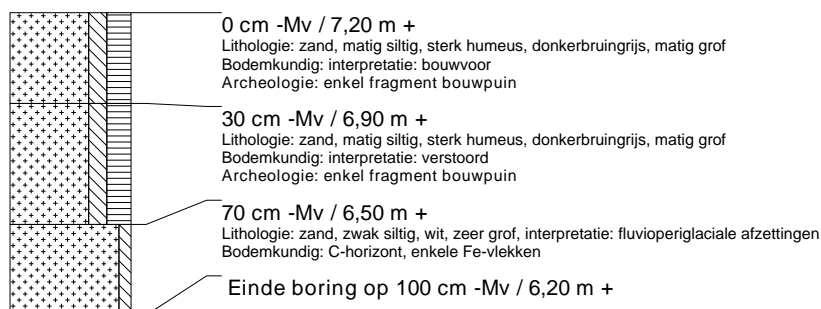 0 cm -Mv / 7,20 m +
Lithologie: zand, matig siltig, sterk humeus, donkerbruingrijs, matig grof
Bodemkundig: interpretatie: bouwvoor
Archeologie: enkel fragment bouwpuin
30 cm -Mv / 6,90 m +
Lithologie: zand, matig siltig, sterk humeus, donkerbruingrijs, matig grof
Bodemkundig: interpretatie: verstoord
Archeologie: enkel fragment bouwpuin
70 cm -Mv / 6,50 m +
Lithologie: zand, zwak siltig, wit, zeer grof, interpretatie: fluvioperiglaciale afzettingen
Bodemkundig: C-horizont, enkele Fe-vlekken
Einde boring op 100 cm -Mv / 6,20 m +